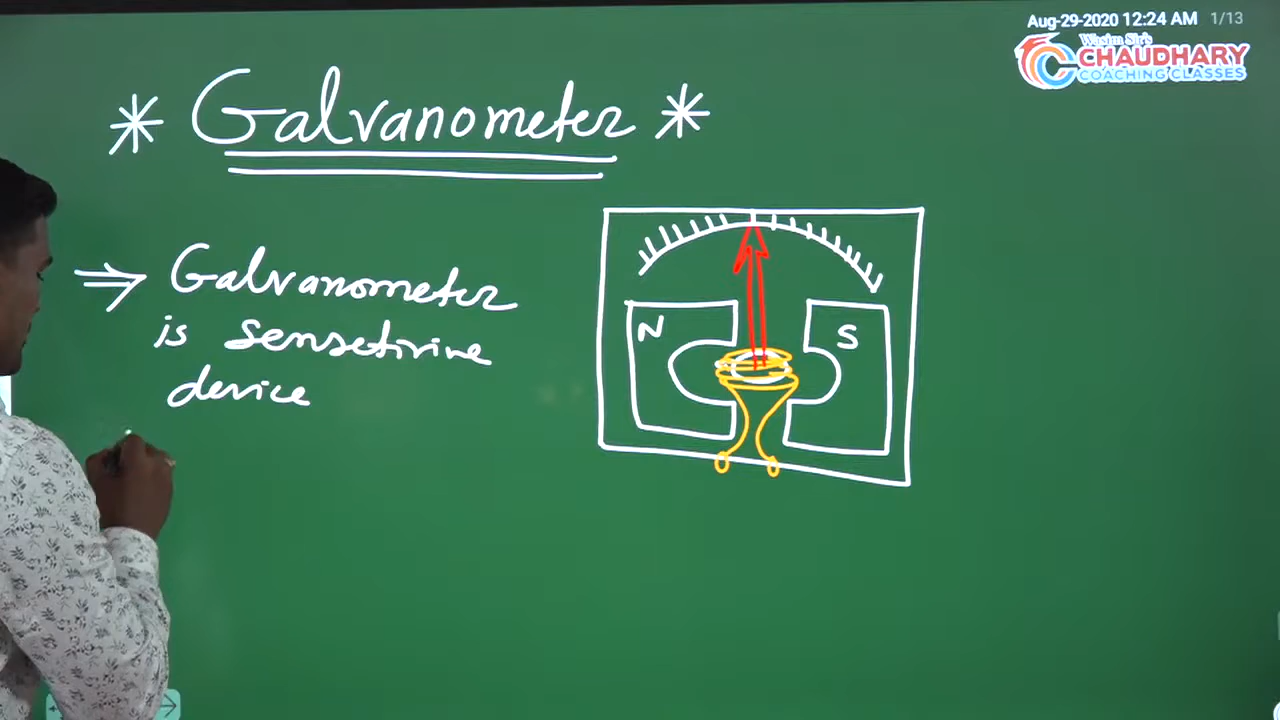 Aug-29-2020 12:24 AM 1/13
Wasim Sir's
CHAUDHARY
COACHING CLASSES
* Galvanometer *
⇒ Galvanometer
is sensetivine
device
N
S